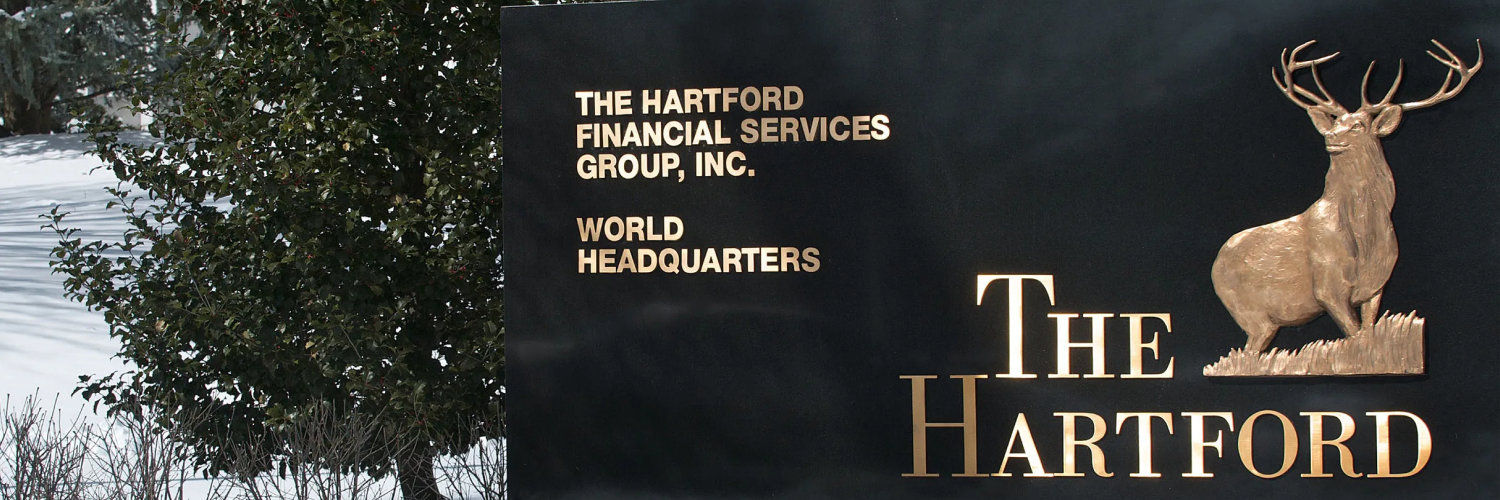 THE HARTFORD
FINANCIAL SERVICES
GROUP, INC.
WORLD
HEADQUARTERS
THE
HARTFORD